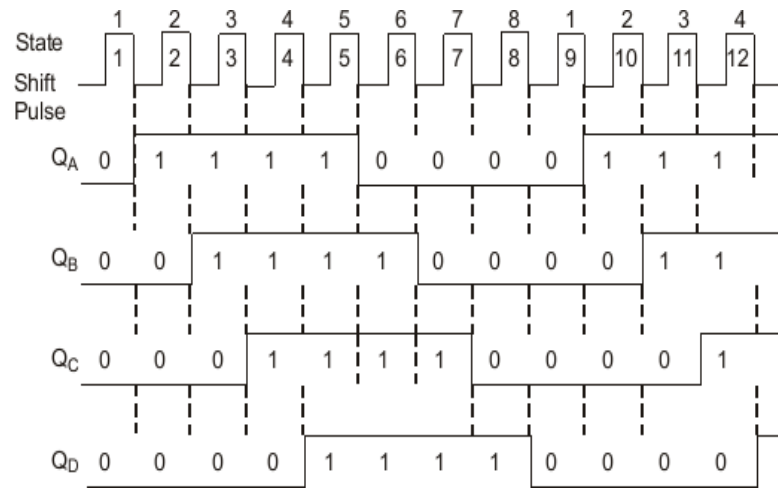 1 2 3 4 5 6 7 8 1 2 3 4
State
1 2 3 4 5 6 7 8 9 10 11 12
Shift
Pulse
QA 0 1 1 1 1 0 0 0 0 1 1 1
QB 0 0 1 1 1 1 0 0 0 0 1 1
QC 0 0 0 1 1 1 1 0 0 0 0 1
QD 0 0 0 0 1 1 1 1 0 0 0 0